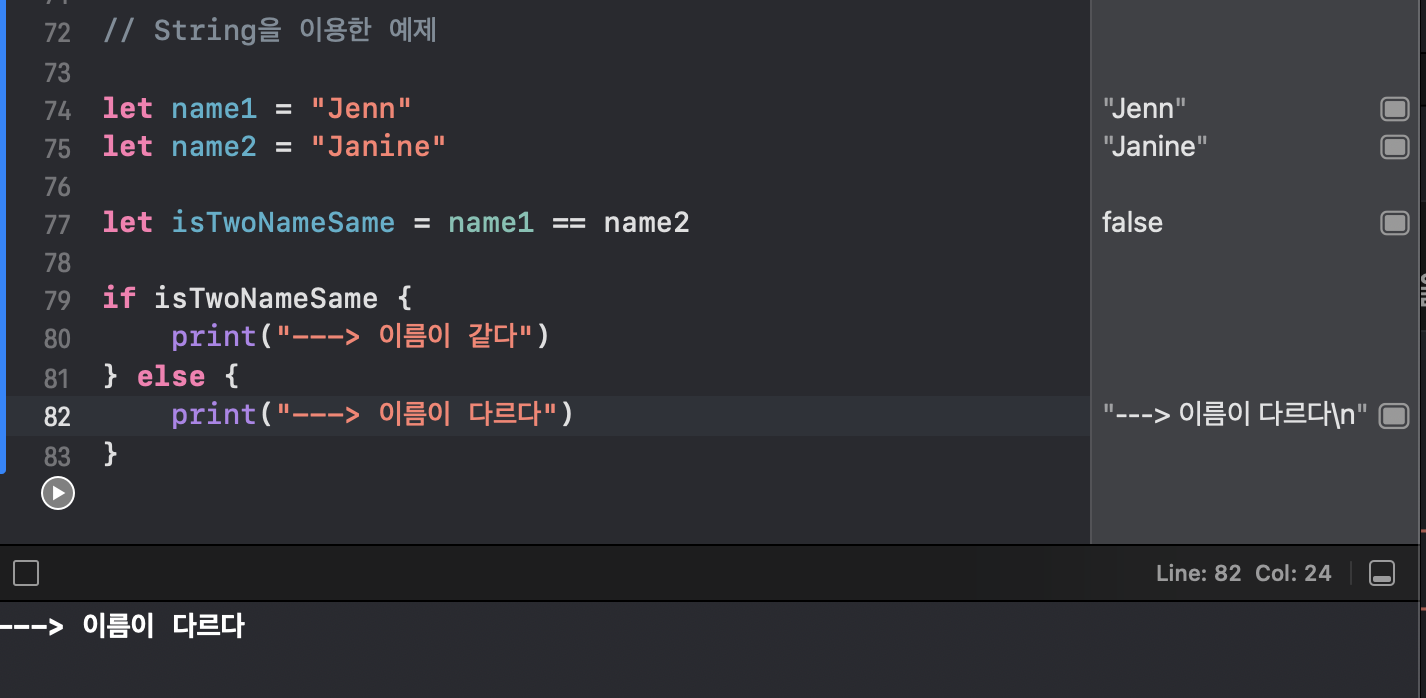 72 // String을 이용한 예제
73
74 let name1 = "Jenn" "Jenn"
75 let name2 = "Janine" "Janine"
76
77 let isTwoNameSame = name1 == name2 false
78
79 if isTwoNameSame {
80 print("---> 이름이 같다")
81 } else {
82 print("---> 이름이 다르다") "---> 이름이 다르다\n"
83 }
Line: 82 Col: 24
---> 이름이 다르다